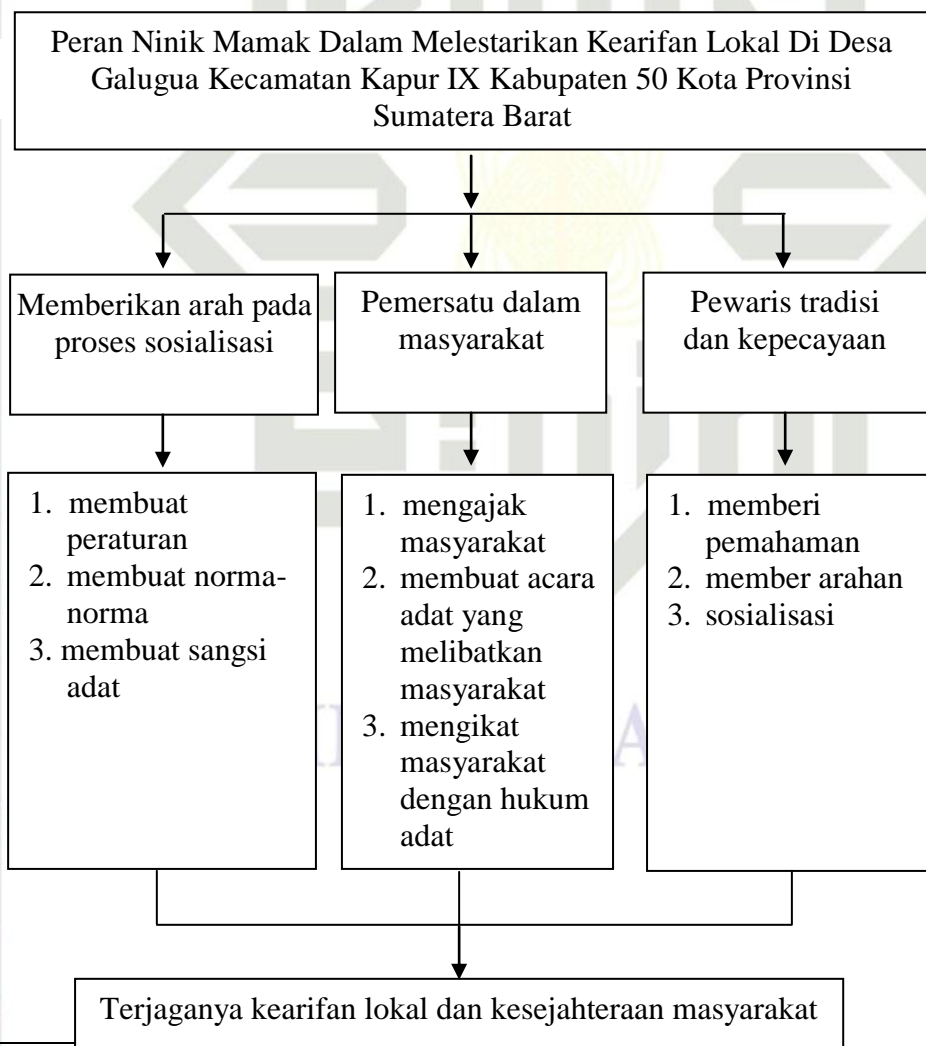 Peran Ninik Mamak Dalam Melestarikan Kearifan Lokal Di Desa
Galugua Kecamatan Kapur IX Kabupaten 50 Kota Provinsi
Sumatera Barat
Memberikan arah pada
proses sosialisasi
Pemersatu dalam
masyarakat
Pewaris tradisi
dan kepecayaan
1. membuat
peraturan
2. membuat norma-
norma
3. membuat sangsi
adat
1. mengajak
masyarakat
2. membuat acara
adat yang
melibatkan
masyarakat
3. mengikat
masyarakat
dengan hukum
adat
1. memberi
pemahaman
2. member arahan
3. sosialisasi
Terjaganya kearifan lokal dan kesejahteraan masyarakat